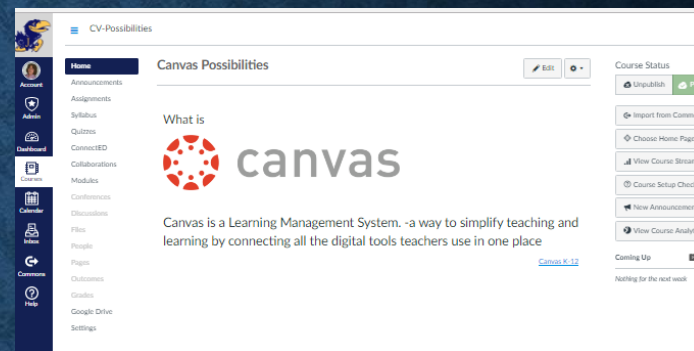 CV-Possibilities
Account
Admin
Dashboard
Courses
Calendar
Inbox
Commons
Help
Home
Announcements
Assignments
Syllabus
Quizzes
ConnectED
Collaborations
Modules
Conferences
Discussions
Files
People
Pages
Outcomes
Grades
Google Drive
Settings
Canvas Possibilities
Edit
What is
canvas
Canvas is a Learning Management System. -a way to simplify teaching and
learning by connecting all the digital tools teachers use in one place
Canvas K-12
Course Status
Unpublish
Import from Comm
Choose Home Page
View Course Stream
Course Setup Chec
New Announcemen
View Course Analyt
Coming Up
Nothing for the next week